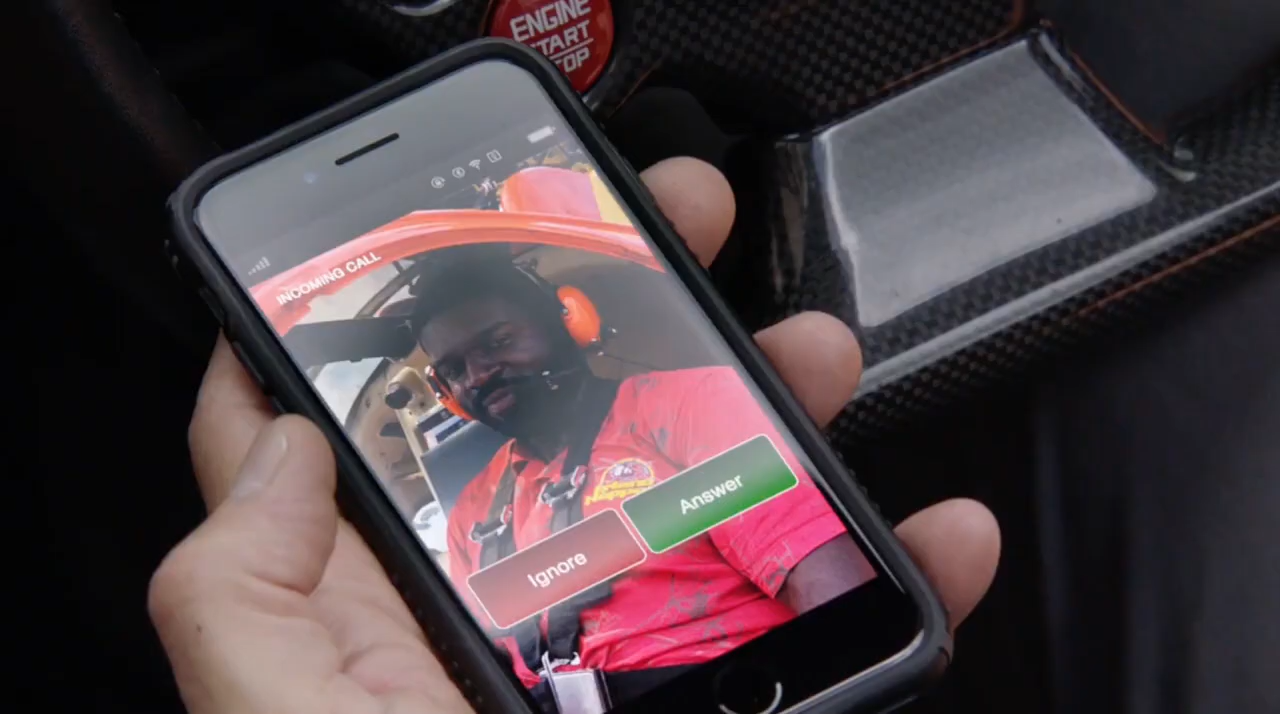 ENGINE
START
STOP
INCOMING CALL
Answer
Ignore